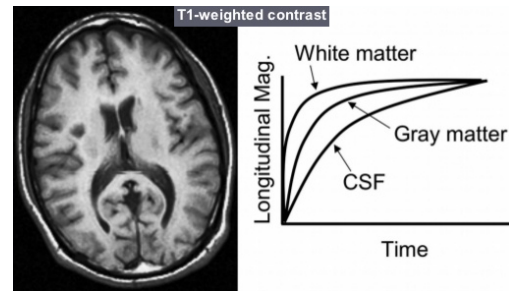 T1-weighted contrast
White matter
Gray matter
CSF
Longitudinal Mag.
Time